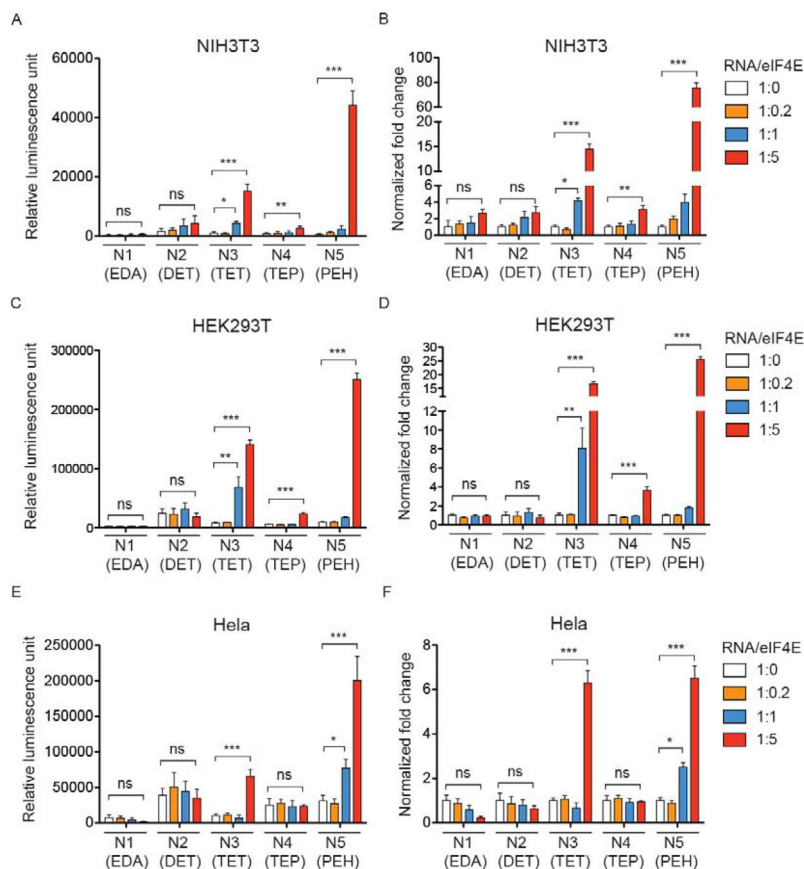 A
NIH3T3
Relative luminescence unit
60000
40000
20000
0
ns
ns
*
***
**
***
N1 N2 N3 N4 N5
(EDA) (DET) (TET) (TEP) (PEH)
B
NIH3T3
Normalized fold change
100
80
60
20
15
10
6
4
2
0
ns
ns
*
***
**
***
N1 N2 N3 N4 N5
(EDA) (DET) (TET) (TEP) (PEH)
RNA/eIF4E
1:0
1:0.2
1:1
1:5
C
HEK293T
Relative luminescence unit
300000
200000
100000
0
ns
ns
**
***
***
***
N1 N2 N3 N4 N5
(EDA) (DET) (TET) (TEP) (PEH)
D
HEK293T
Normalized fold change
30
25
20
15
10
8
6
4
2
0
ns
ns
**
***
***
***
N1 N2 N3 N4 N5
(EDA) (DET) (TET) (TEP) (PEH)
RNA/eIF4E
1:0
1:0.2
1:1
1:5
E
Hela
Relative luminescence unit
250000
200000
150000
100000
50000
0
ns
ns
***
ns
*
***
N1 N2 N3 N4 N5
(EDA) (DET) (TET) (TEP) (PEH)
F
Hela
Normalized fold change
8
6
4
2
0
ns
ns
***
ns
*
***
N1 N2 N3 N4 N5
(EDA) (DET) (TET) (TEP) (PEH)
RNA/eIF4E
1:0
1:0.2
1:1
1:5